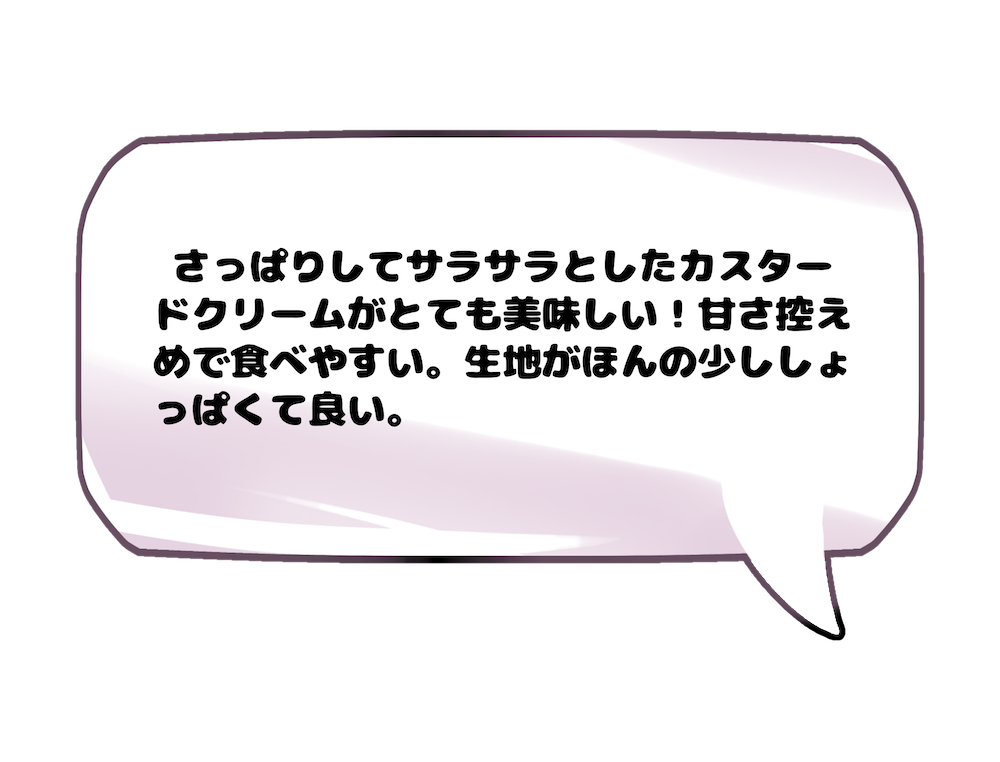 さっぱりしてサラサラとしたカスター
ドクリームがとても美味しい！甘さ控え
めで食べやすい。生地がほんの少ししょ
っぱくて良い。